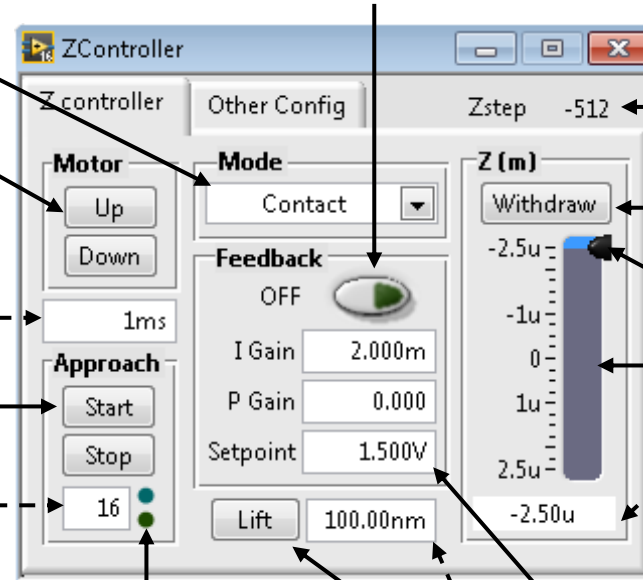 ZController
Z controller
Other Config
Zstep -512
Motor
Up
Down
1ms
Approach
Start
Stop
16
Mode
Contact
Feedback
OFF
I Gain 2.000m
P Gain 0.000
Setpoint 1.500V
Lift 100.00nm
Z (m)
Withdraw
-2.5u
-1u
0
1u
2.5u
-2.50u